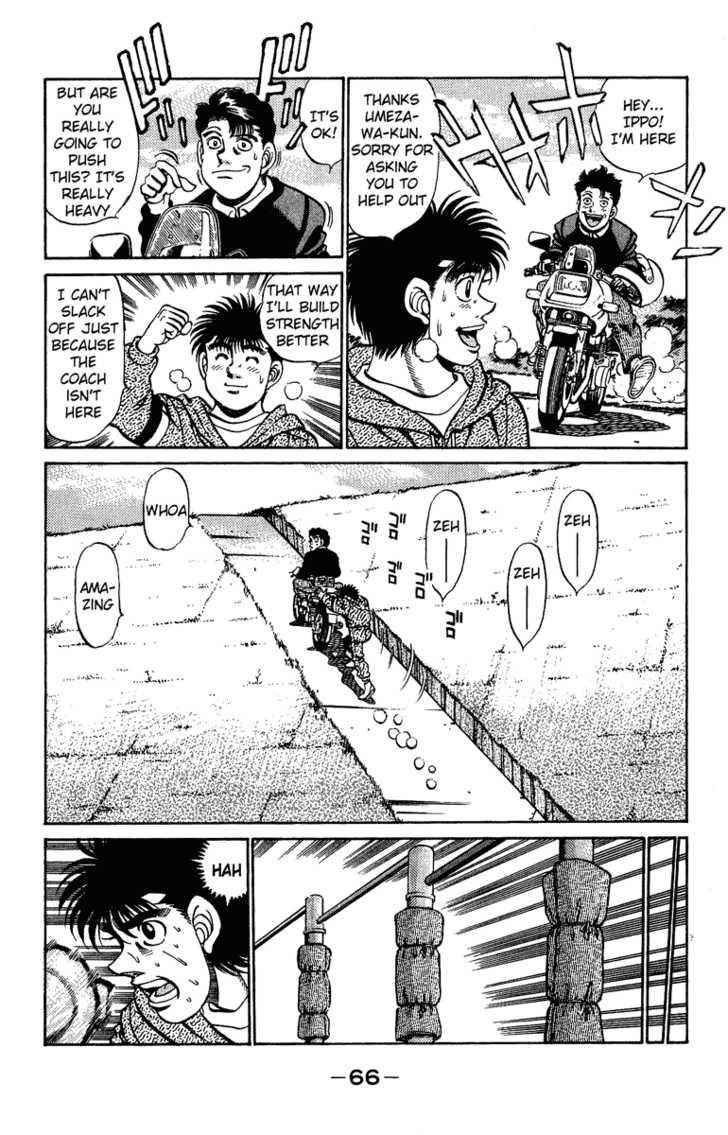 HEY...
IPPO!
I'M HERE
THANKS
UMEZA-
WA-KUN.
SORRY FOR
ASKING
YOU TO
HELP OUT
IT'S
OK!
BUT ARE
YOU
REALLY
GOING TO
PUSH
THIS? IT'S
REALLY
HEAVY
THAT WAY
I'LL BUILD
STRENGTH
BETTER
I CAN'T
SLACK
OFF JUST
BECAUSE
THE
COACH
ISN'T
HERE
ZEH
ZEH
ZEH
WHOA
AMA-
ZING
HAH
-66-